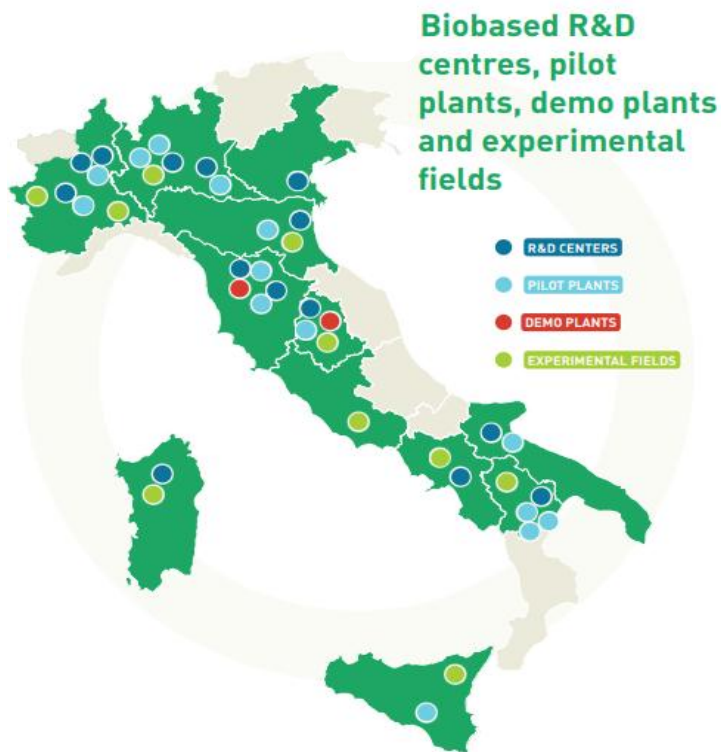 Biobased R&D
centres, pilot
plants, demo plants
and experimental
fields
R&D CENTERS
PILOT PLANTS
DEMO PLANTS
EXPERIMENTAL FIELDS